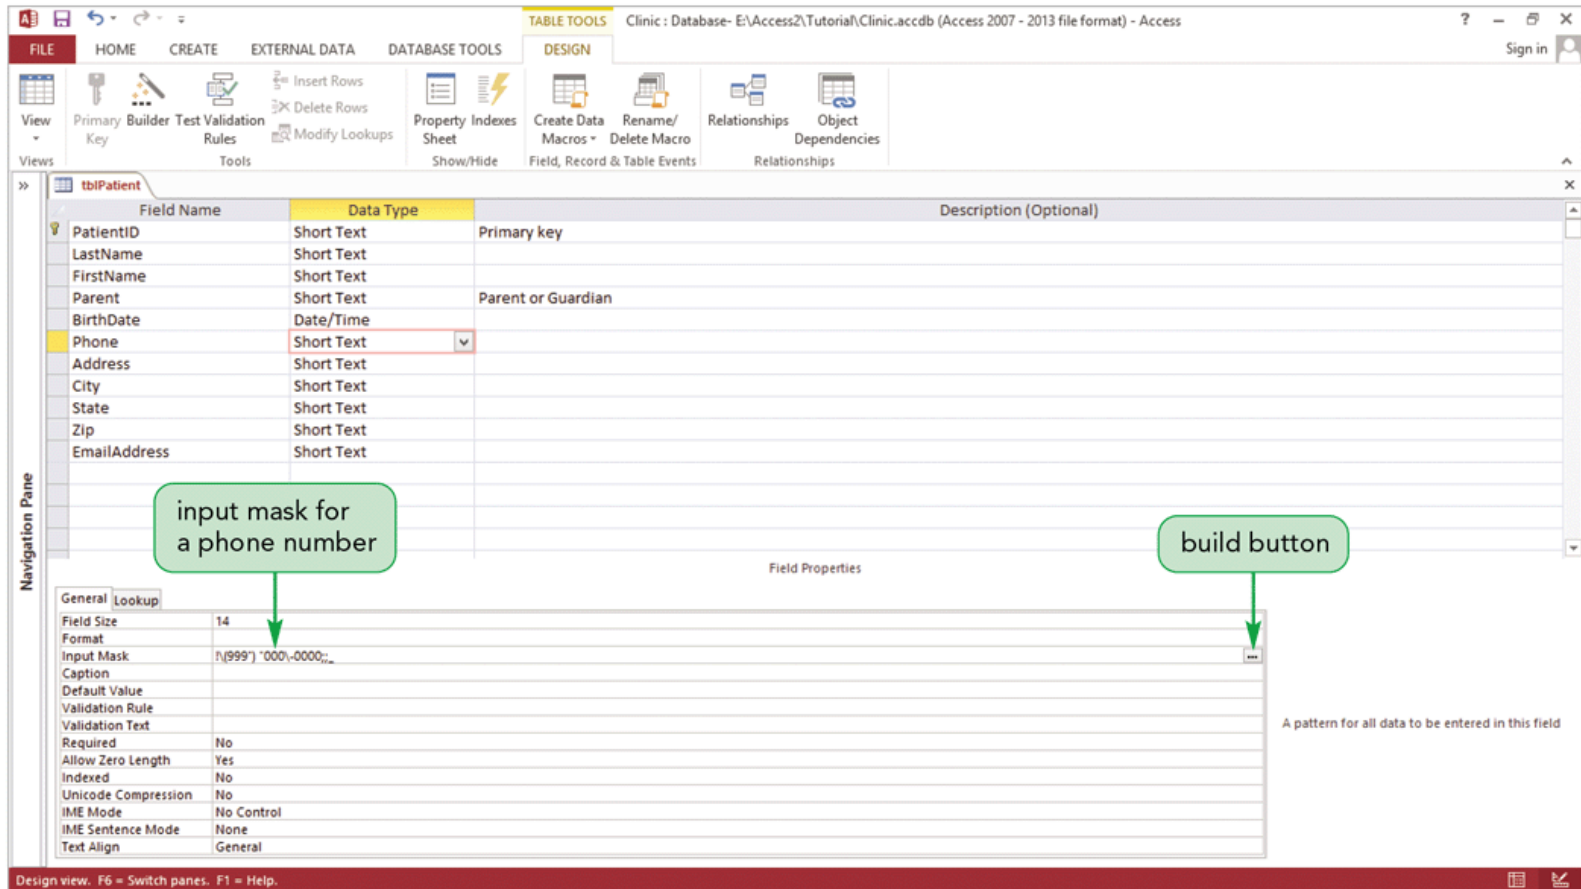 TABLE TOOLS Clinic : Database- E:\Access2\Tutorial\Clinic.accdb (Access 2007 - 2013 file format) - Access ?
FILE HOME CREATE EXTERNAL DATA DATABASE TOOLS DESIGN Sign in
View
Primary Key
Builder
Test Validation Rules
Insert Rows
Delete Rows
Modify Lookups
Property Sheet
Indexes
Create Data Macros
Rename/ Delete Macro
Relationships
Object Dependencies
Views Tools Show/Hide Field, Record & Table Events Relationships
» tblPatient
Field Name Data Type Description (Optional)
PatientID Short Text Primary key
LastName Short Text
FirstName Short Text
Parent Short Text Parent or Guardian
BirthDate Date/Time
Phone Short Text
Address Short Text
City Short Text
State Short Text
Zip Short Text
EmailAddress Short Text
Navigation Pane
input mask for
a phone number
build button
Field Properties
General Lookup
Field Size 14
Format
Input Mask !\(999") "000\-0000;;_ ...
Caption
Default Value
Validation Rule
Validation Text
Required No
Allow Zero Length Yes
Indexed No
Unicode Compression No
IME Mode No Control
IME Sentence Mode None
Text Align General
A pattern for all data to be entered in this field
Design view. F6 = Switch panes. F1 = Help.